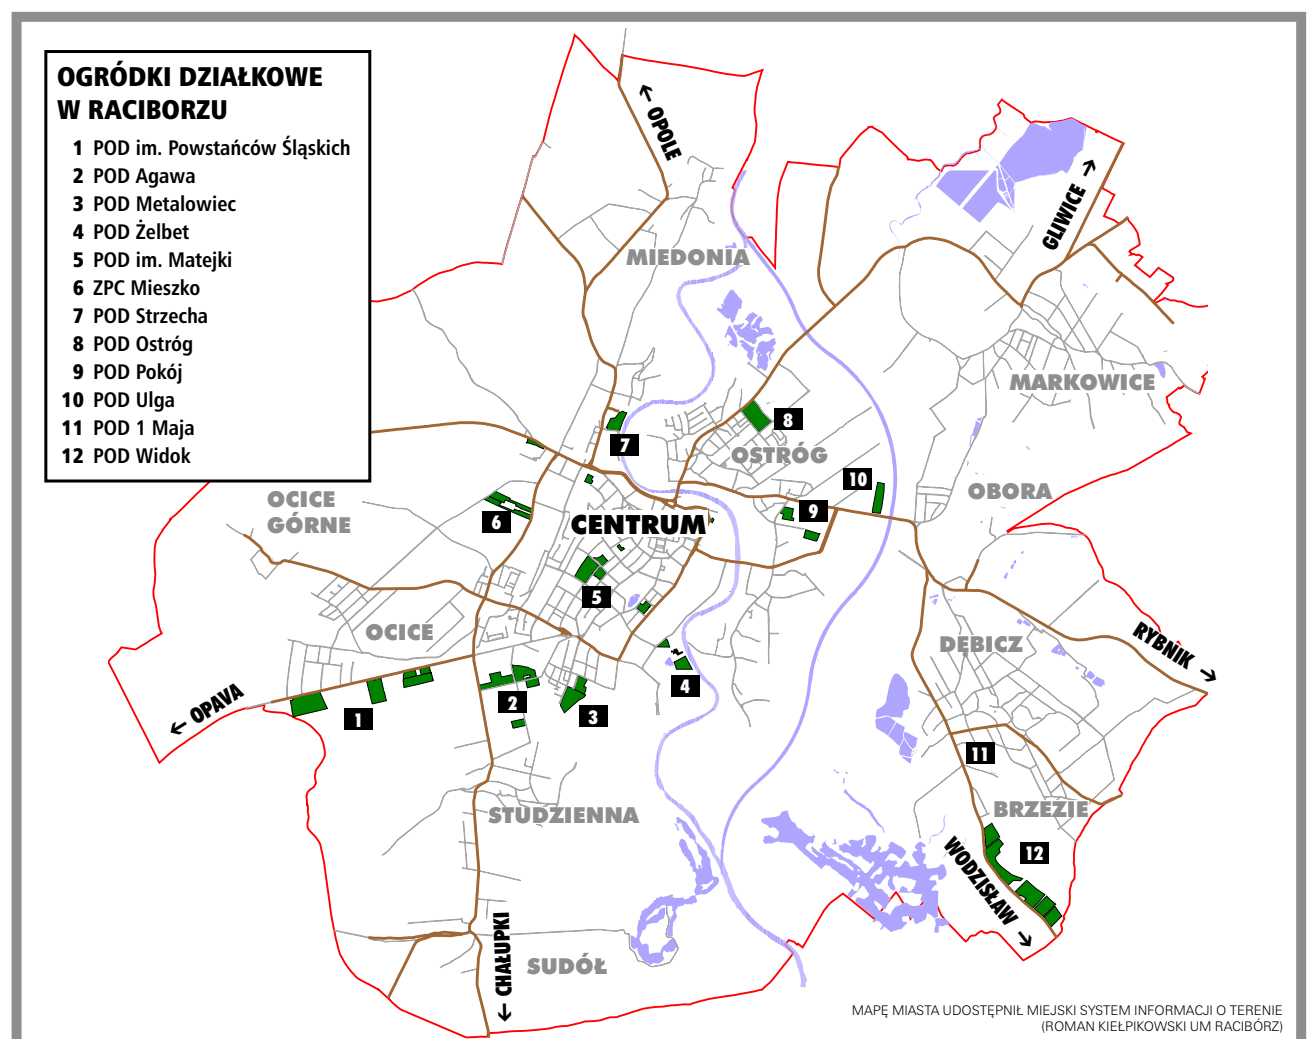 OGRÓDKI DZIAŁKOWE
W RACIBORZU
1 POD im. Powstańców Śląskich
2 POD Agawa
3 POD Metalowiec
4 POD Żelbet
5 POD im. Matejki
6 ZPC Mieszko
7 POD Strzecha
8 POD Ostróg
9 POD Pokój
10 POD Ulga
11 POD 1 Maja
12 POD Widok
← OPOLE
GLIWICE →
MIEDONIA
MARKOWICE
8
7
OSTRÓG
10
OBORA
OCICE
GÓRNE
6
CENTRUM
9
5
OCICE
DĘBICZ
RYBNIK →
4
← OPAVA
1
2
3
11
STUDZIENNA
BRZEZIE
12
WODZISŁAW →
← CHAŁUPKI
SUDÓŁ
MAPĘ MIASTA UDOSTĘPNIŁ MIEJSKI SYSTEM INFORMACJI O TERENIE
(ROMAN KIEŁPIKOWSKI UM RACIBÓRZ)